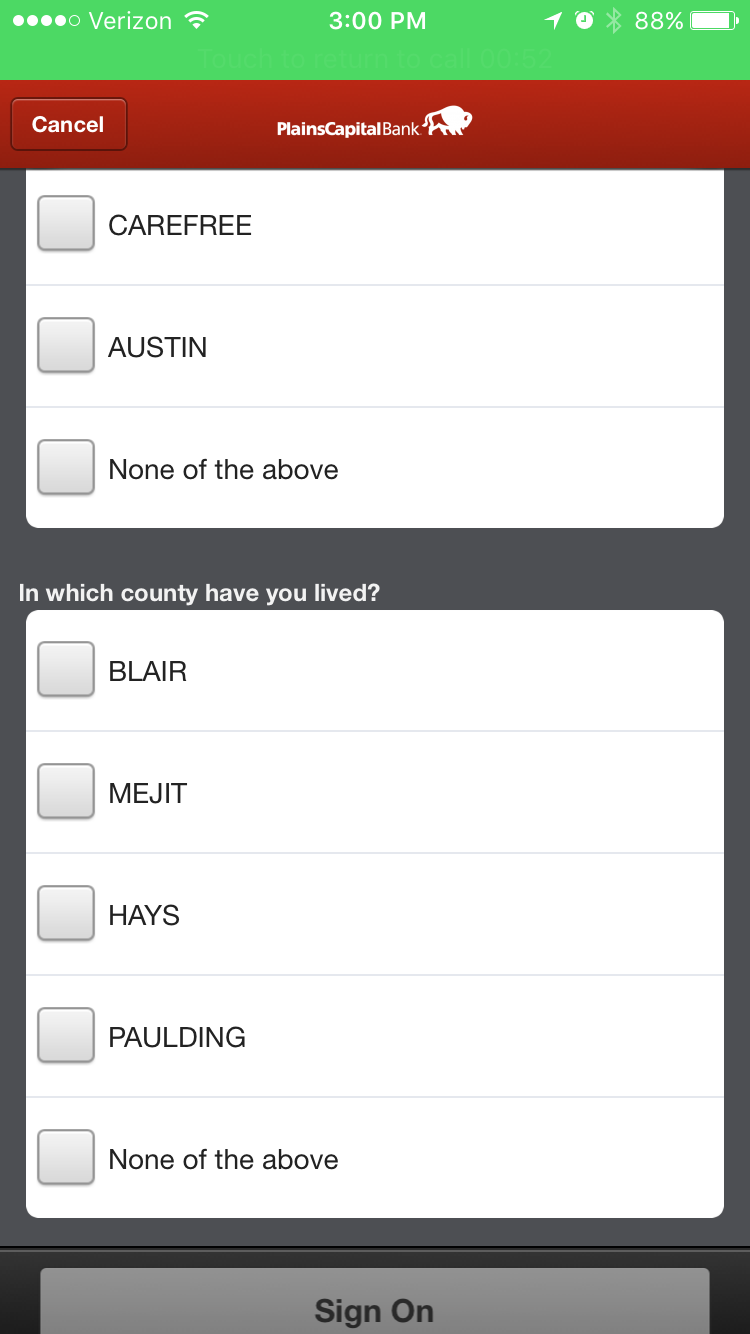 Verizon 3:00 PM 88%
Touch to return to call 00:52
Cancel
PlainsCapitalBank
CAREFREE
AUSTIN
None of the above
In which county have you lived?
BLAIR
MEJIT
HAYS
PAULDING
None of the above
Sign On